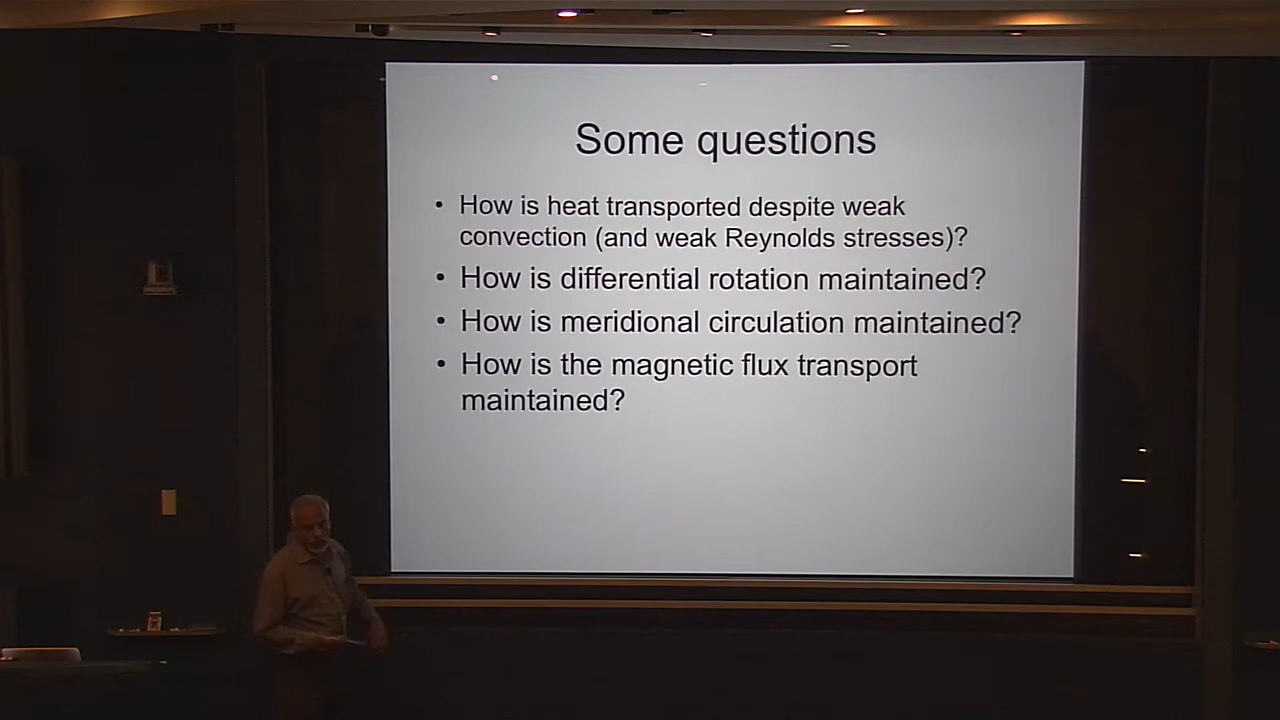 Some questions
• How is heat transported despite weak
convection (and weak Reynolds stresses)?
• How is differential rotation maintained?
• How is meridional circulation maintained?
• How is the magnetic flux transport
maintained?